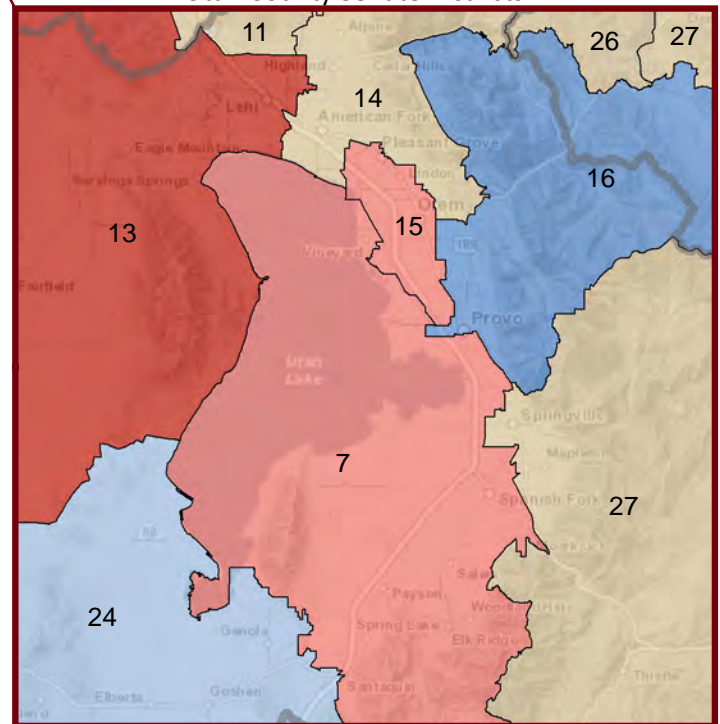 11
26
27
Alpine
Highland
Cedar Hills
14
Lehi
American Fork
Pleasant Grove
Eagle Mountain
Lindon
Saratoga Springs
16
Orem
15
13
189
Vineyard
Fairfield
Provo
Utah
Lake
Springville
Mapleton
7
Spanish Fork
27
68
Salem
Payson
Woodland Hills
24
Spring Lake
Genola
Elk Ridge
Thistle
Santaquin
Goshen
Elberta